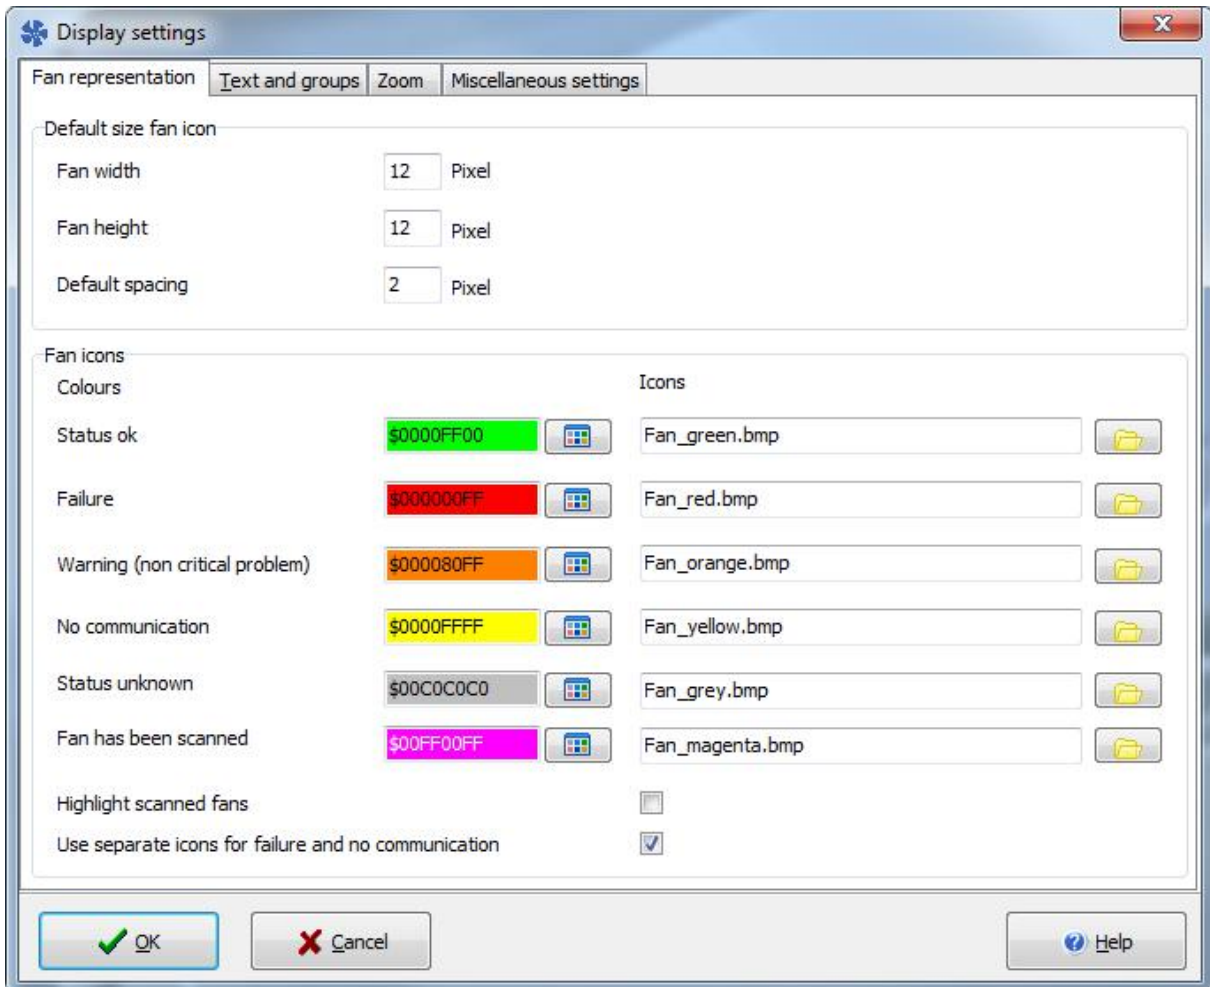 Display settings
Fan representation Text and groups Zoom Miscellaneous settings
Default size fan icon
Fan width 12 Pixel
Fan height 12 Pixel
Default spacing 2 Pixel
Fan icons
Colours Icons
Status ok $0000FF00 Fan_green.bmp
Failure $000000FF Fan_red.bmp
Warning (non critical problem) $000080FF Fan_orange.bmp
No communication $0000FFFF Fan_yellow.bmp
Status unknown $00C0C0C0 Fan_grey.bmp
Fan has been scanned $00FF00FF Fan_magenta.bmp
Highlight scanned fans
Use separate icons for failure and no communication
OK Cancel Help